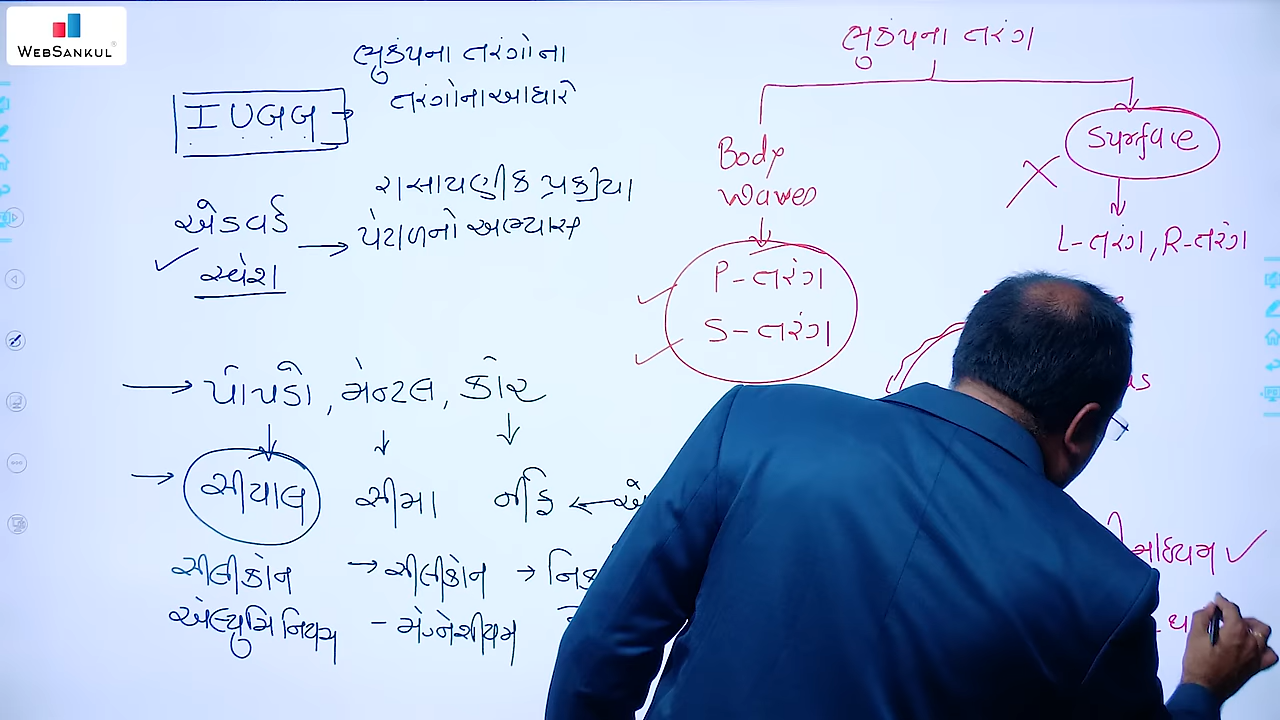 WEBSANKUL
ભુકંપના તરંગોના
તરંગોના આધારે
IUGG
એડવર્ડ
સ્યેશ
રાસાયણીક પ્રક્રીયા
પેટાળનો અભ્યાસ
પોપડો, મેન્ટલ, કોર
સીયાલ
સીમા
નીફે
સીલીકોન
એલ્યુમિનિયમ
સીલીકોન
- મેગ્નેશીયમ
ભુકંપના તરંગ
Body
waves
P-તરંગ
S-તરંગ
Surface
L-તરંગ, R-તરંગ
માધ્યમ